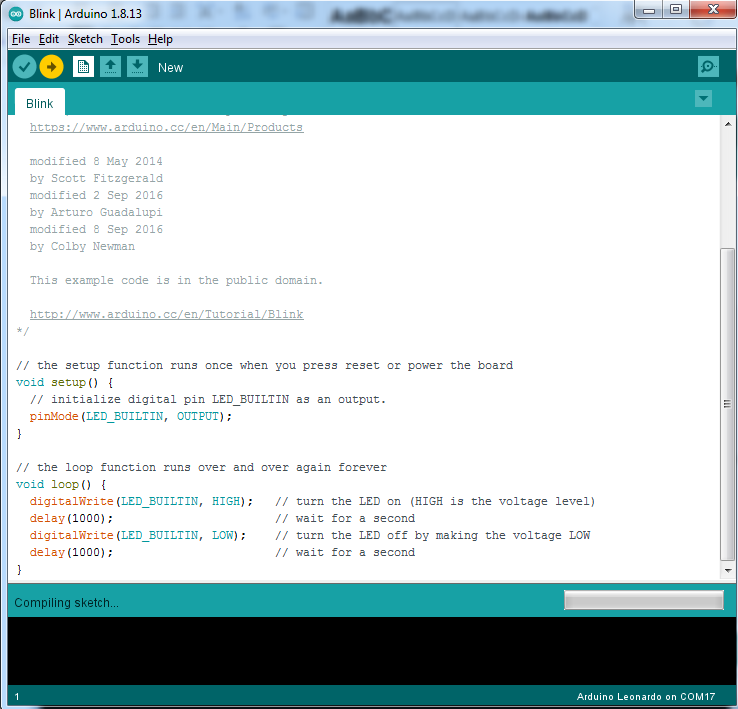 Blink | Arduino 1.8.13
File Edit Sketch Tools Help
New
Blink
https://www.arduino.cc/en/Main/Products
modified 8 May 2014
by Scott Fitzgerald
modified 2 Sep 2016
by Arturo Guadalupi
modified 8 Sep 2016
by Colby Newman
This example code is in the public domain.
http://www.arduino.cc/en/Tutorial/Blink
*/
// the setup function runs once when you press reset or power the board
void setup() {
// initialize digital pin LED_BUILTIN as an output.
pinMode(LED_BUILTIN, OUTPUT);
}
// the loop function runs over and over again forever
void loop() {
digitalWrite(LED_BUILTIN, HIGH);   // turn the LED on (HIGH is the voltage level)
delay(1000);                       // wait for a second
digitalWrite(LED_BUILTIN, LOW);    // turn the LED off by making the voltage LOW
delay(1000);                       // wait for a second
}
Compiling sketch...
1
Arduino Leonardo on COM17